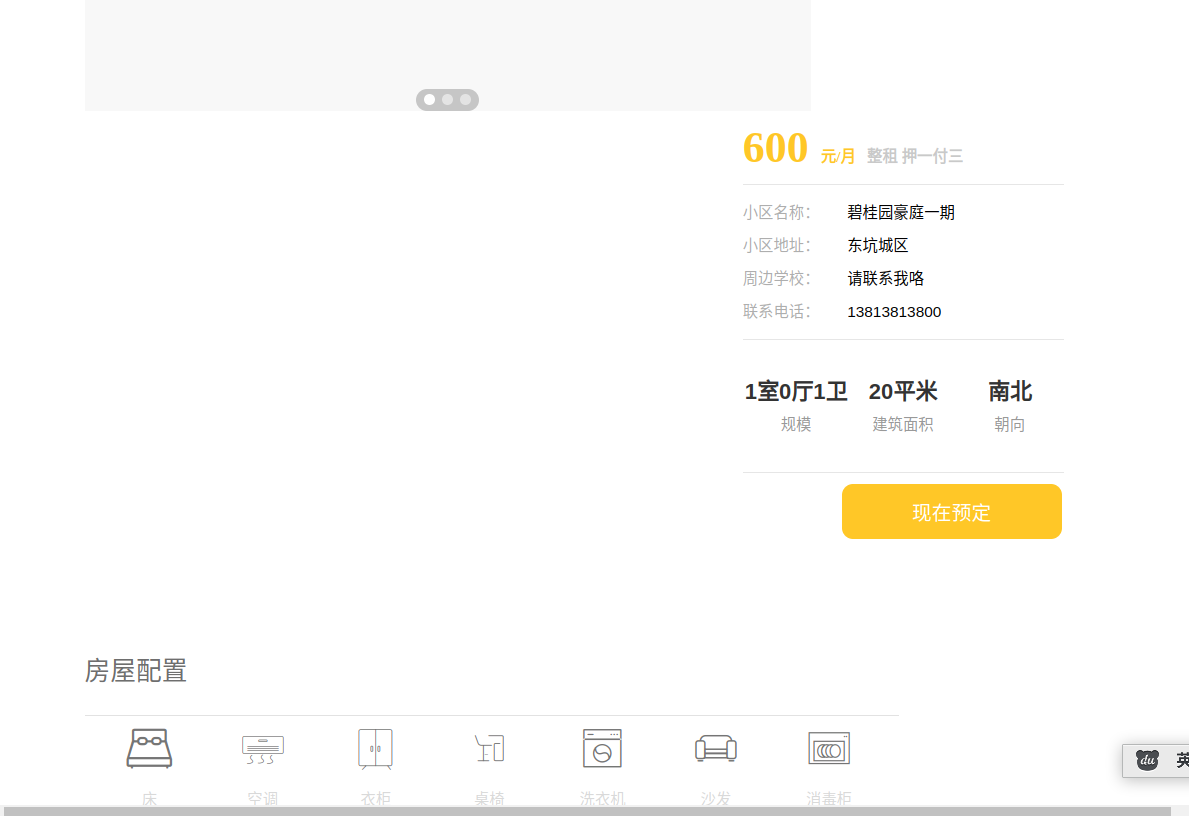 600 元/月 整租 押一付三
小区名称： 碧桂园豪庭一期
小区地址： 东坑城区
周边学校： 请联系我咯
联系电话： 13813813800
1室0厅1卫 20平米 南北
规模 建筑面积 朝向
现在预定
房屋配置
du 英
床 空调 衣柜 桌椅 洗衣机 沙发 消毒柜